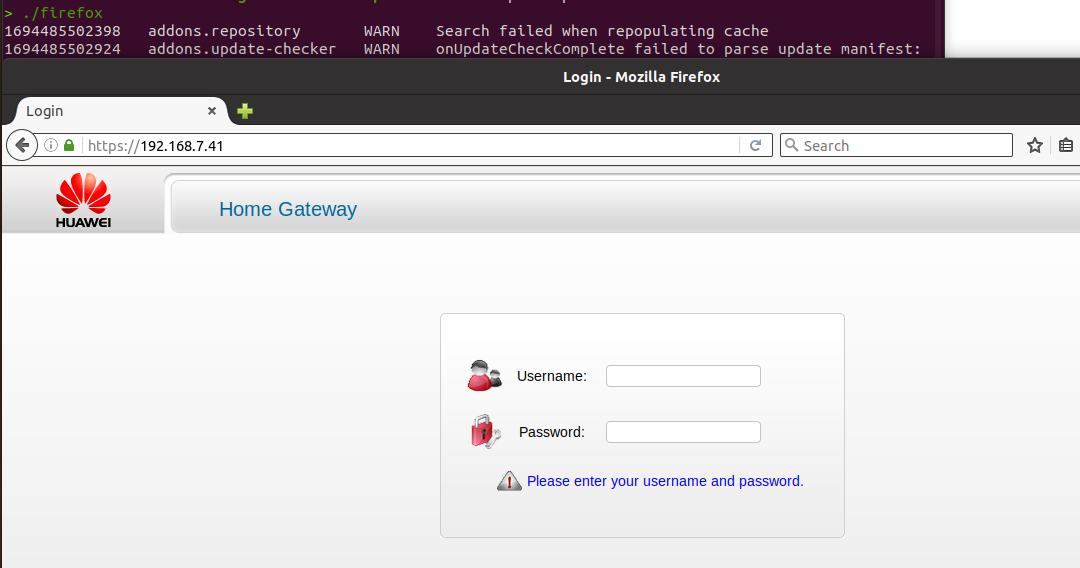 > ./firefox
1694485502398 addons.repository WARN Search failed when repopulating cache
1694485502924 addons.update-checker WARN onUpdateCheckComplete failed to parse update manifest:
Login - Mozilla Firefox
Login
https://192.168.7.41
Search
HUAWEI
Home Gateway
Username:
Password:
Please enter your username and password.